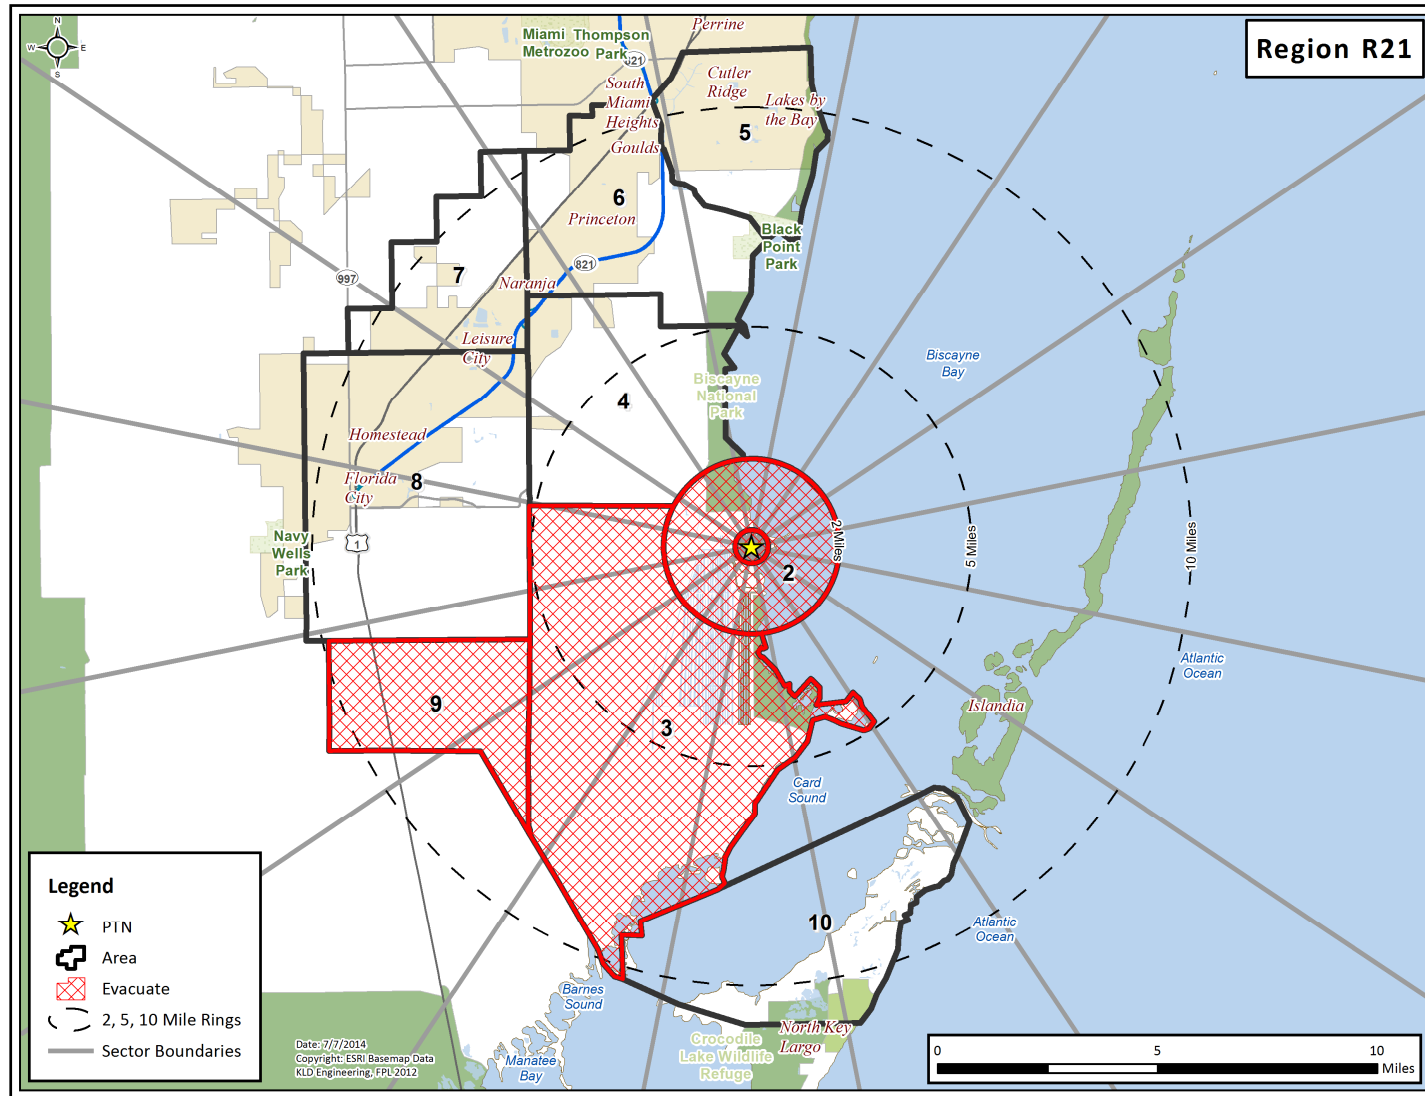 Region R21
N
W
E
S
Perrine
Miami
Metrozoo
Thompson
Park
821
South
Miami
Heights
Cutler
Ridge
Lakes by
the Bay
5
Goulds
6
Princeton
Black
Point
Park
821
997
7
Naranja
Leisure
City
Biscayne
Bay
Biscayne
National
Park
4
Homestead
Florida
City
8
Navy
Wells
Park
1
2 Miles
5 Miles
10 Miles
2
Atlantic
Ocean
9
3
Islandia
Card
Sound
10
Atlantic
Ocean
Barnes
Sound
Manatee
Bay
North Key
Largo
Crocodile
Lake Wildlife
Refuge
Legend
PTN
Area
Evacuate
2, 5, 10 Mile Rings
Sector Boundaries
Date: 7/7/2014
Copyright: ESRI Basemap Data
KLD Engineering, FPL 2012
0
5
10
Miles